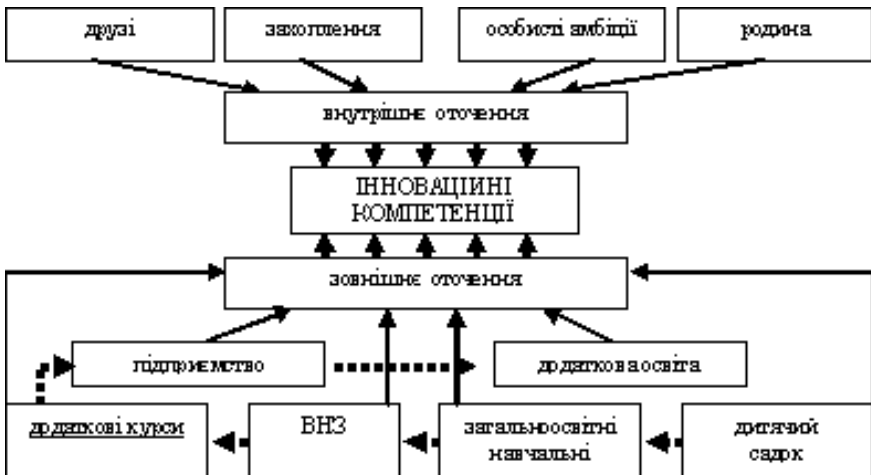 друзі
захоплення
особисті амбіції
родина
внутрішнє оточення
ІННОВАЦІЙНІ
КОМПЕТЕНЦІЇ
зовнішнє оточення
підприємство
додаткова освіта
додаткові курси
ВНЗ
загальноосвітні
навчальні
дитячий
садок